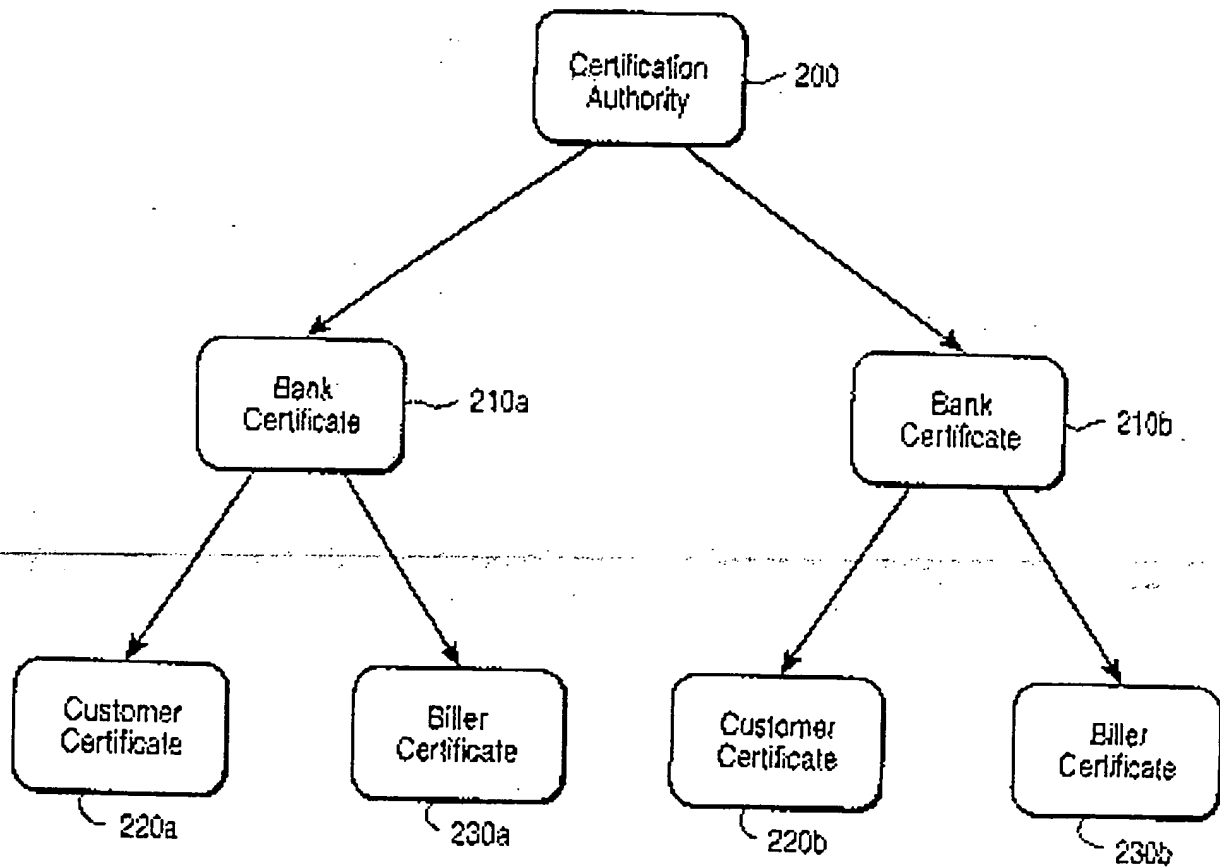 Certification
Authority
200
Bank
Certificate
210a
Bank
Certificate
210b
Customer
Certificate
220a
Biller
Certificate
230a
Customer
Certificate
220b
Biller
Certificate
230b